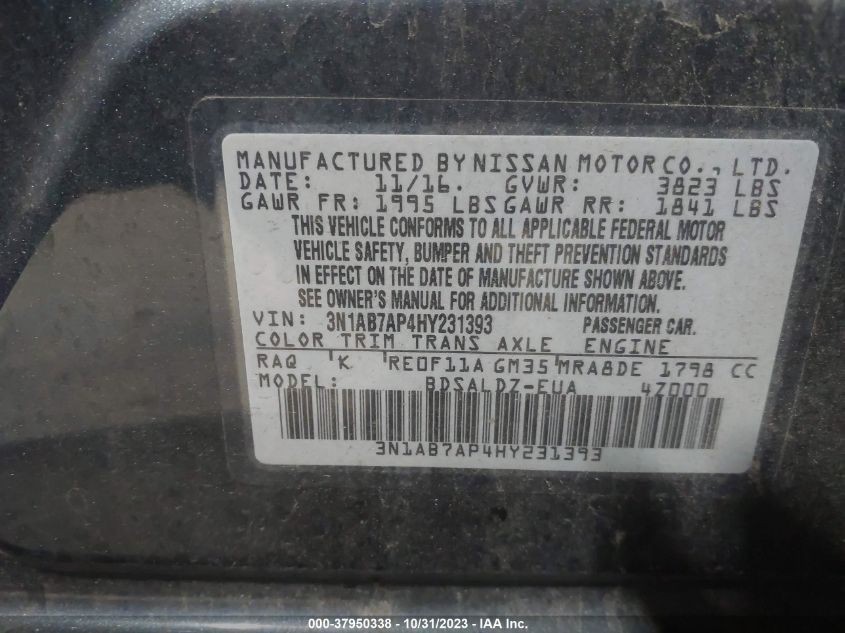 MANUFACTURED BY NISSAN MOTOR CO., LTD.
DATE: 11/16. GVWR: 3823 LBS
GAWR FR: 1995 LBS GAWR RR: 1841 LBS
THIS VEHICLE CONFORMS TO ALL APPLICABLE FEDERAL MOTOR
VEHICLE SAFETY, BUMPER AND THEFT PREVENTION STANDARDS
IN EFFECT ON THE DATE OF MANUFACTURE SHOWN ABOVE.
SEE OWNER'S MANUAL FOR ADDITIONAL INFORMATION.
VIN: 3N1AB7AP4HY231393 PASSENGER CAR.
COLOR TRIM TRANS AXLE ENGINE
RAQ K RE0F11A GM35 MRA8DE 1798 CC
MODEL: BDSALDZ-EUA 4Z000
3N1AB7AP4HY231393
000-37950338 - 10/31/2023 - IAA Inc.